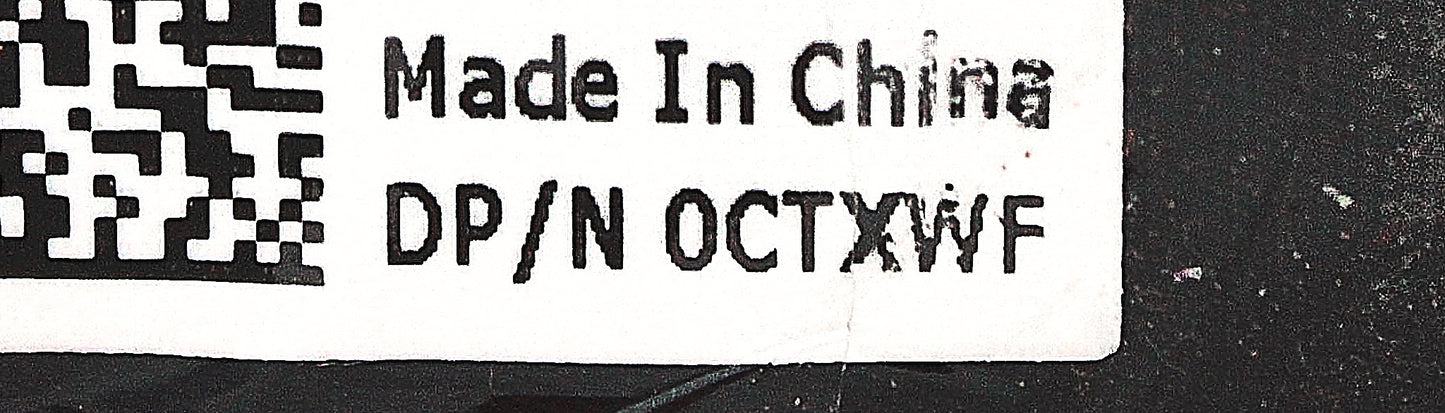 Made In China
DP/N 0CTXWF